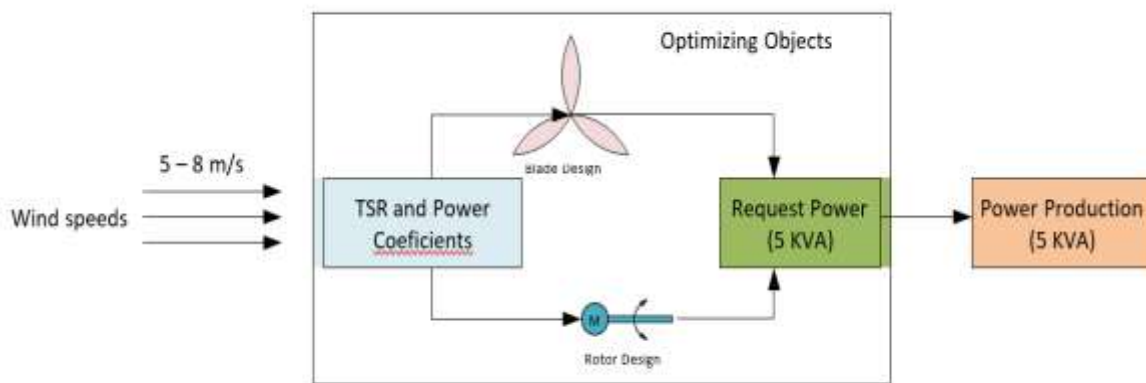 Optimizing Objects
5 – 8 m/s
Wind speeds
Blade Design
TSR and Power
Coeficients
Request Power
(5 KVA)
Power Production
(5 KVA)
M
Rotor Design